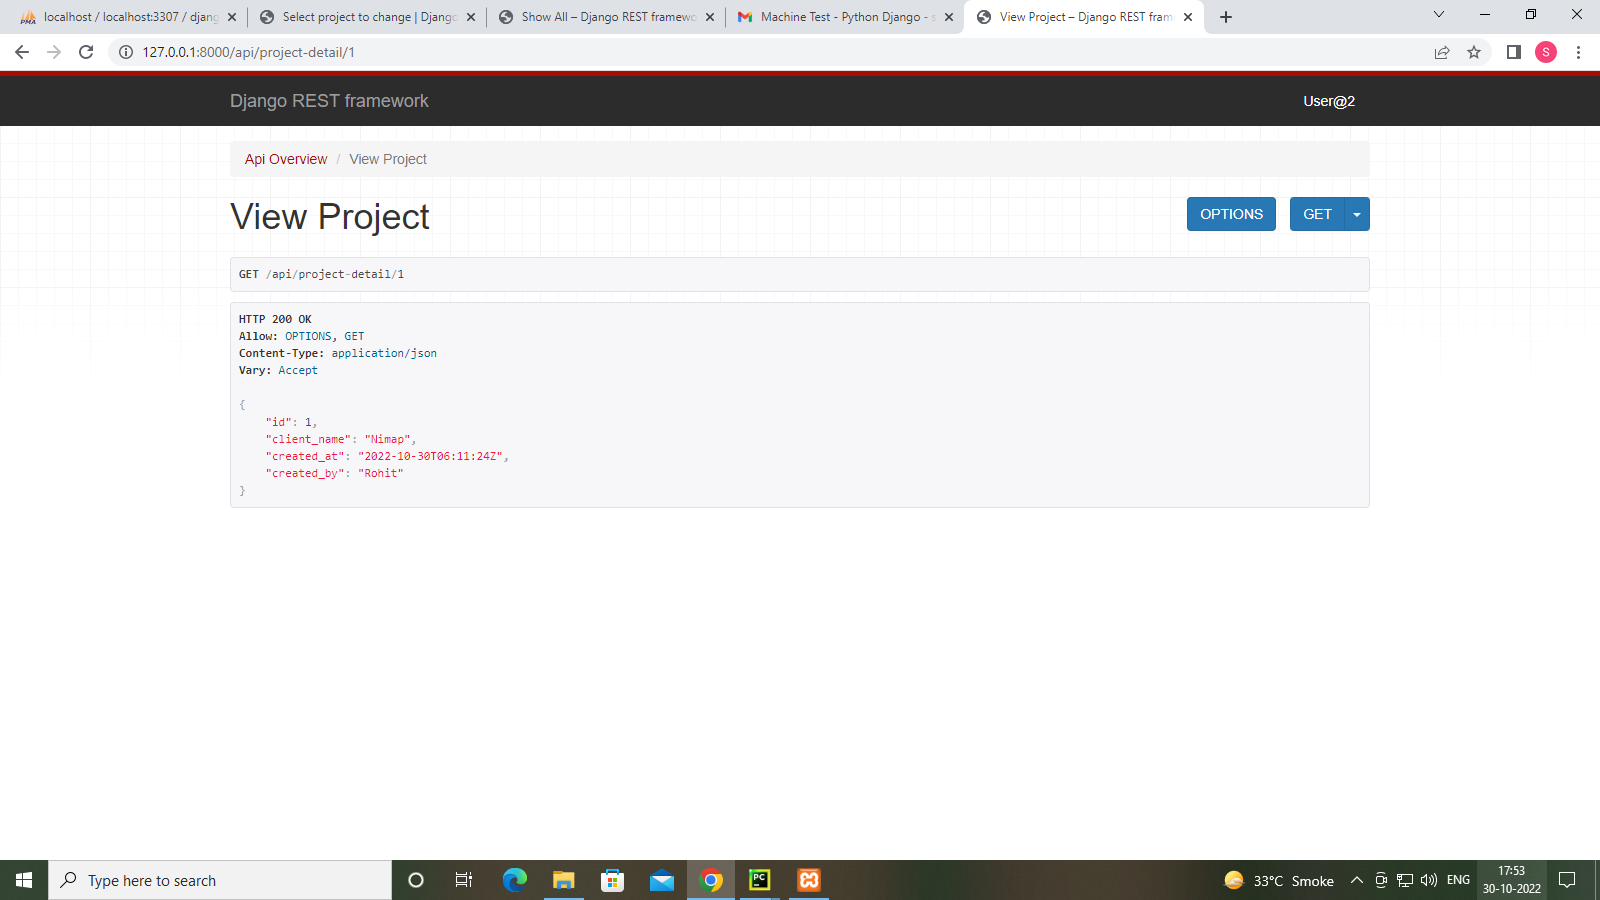 localhost / localhost:3307 / djang
Select project to change | Django
Show All – Django REST framewo
Machine Test - Python Django - s
View Project – Django REST fram
127.0.0.1:8000/api/project-detail/1
S
Django REST framework
User@2
Api Overview / View Project
View Project
OPTIONS
GET
GET /api/project-detail/1
HTTP 200 OK
Allow: OPTIONS, GET
Content-Type: application/json
Vary: Accept
{
"id": 1,
"client_name": "Nimap",
"created_at": "2022-10-30T06:11:24Z",
"created_by": "Rohit"
}
Type here to search
PC
33°C Smoke
ENG
17:53
30-10-2022